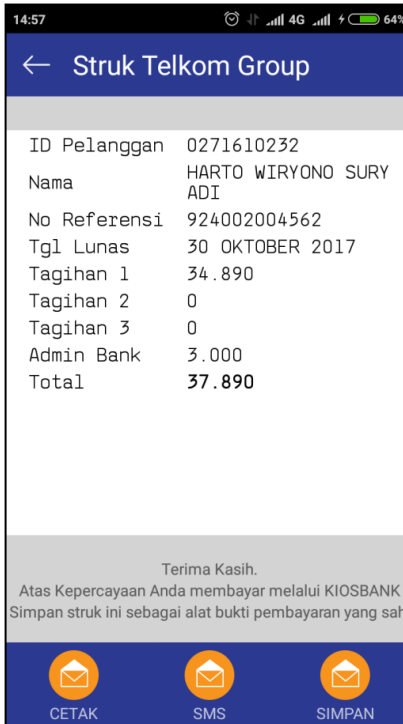 14:57 4G 64%
Struk Telkom Group
ID Pelanggan 0271610232
Nama HARTO WIRYONO SURY
ADI
No Referensi 924002004562
Tgl Lunas 30 OKTOBER 2017
Tagihan 1 34.890
Tagihan 2 0
Tagihan 3 0
Admin Bank 3.000
Total 37.890
Terima Kasih.
Atas Kepercayaan Anda membayar melalui KIOSBANK
Simpan struk ini sebagai alat bukti pembayaran yang sah
CETAK SMS SIMPAN